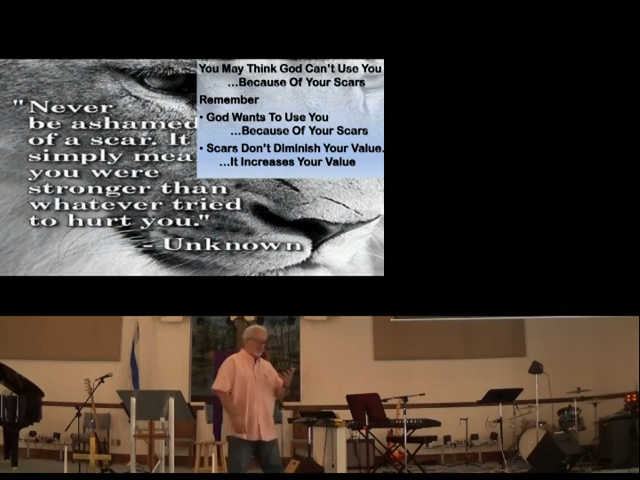 "Never
be ashamed
of a scar. It
simply mea
you were
stronger than
whatever tried
to hurt you."
- Unknown
You May Think God Can't Use You
...Because Of Your Scars
Remember
• God Wants To Use You
...Because Of Your Scars
• Scars Don't Diminish Your Value.
...It Increases Your Value